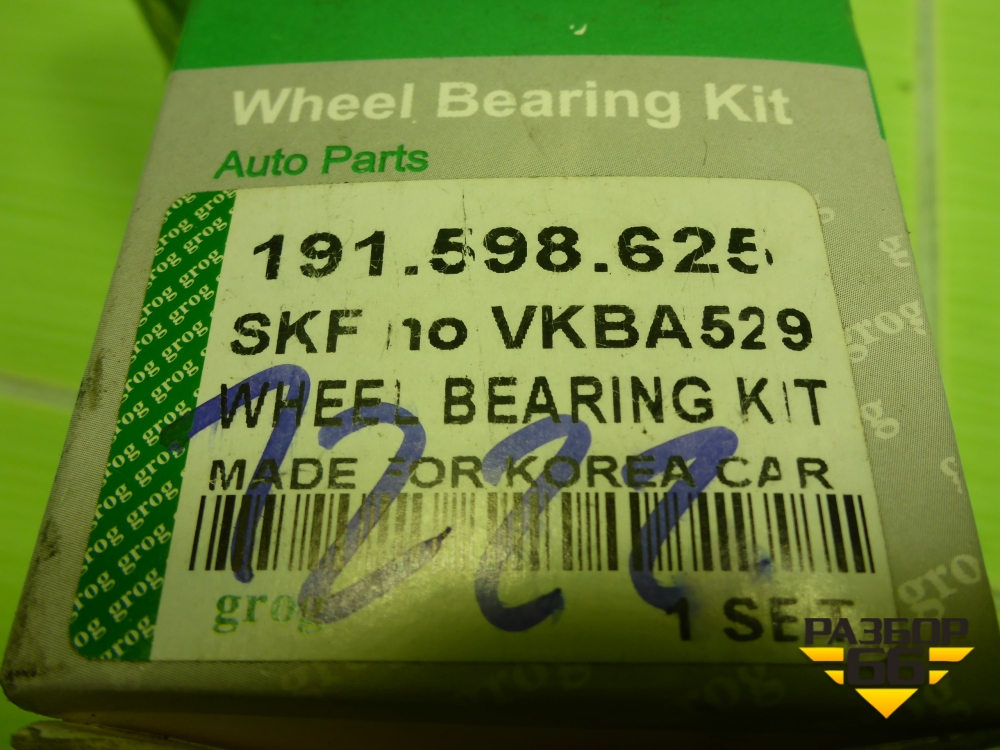 Wheel Bearing Kit
Auto Parts
191.598.625
SKF no VKBA529
WHEEL BEARING KIT
MADE FOR KOREA CAR
grog
1 SET
РАЗБОР
66